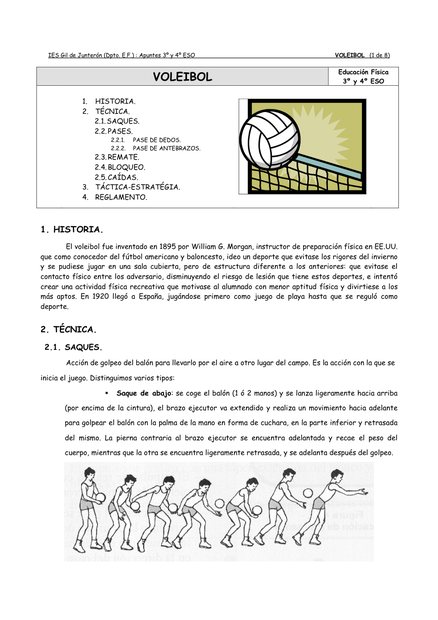 IES Gil de Junterón (Dpto. E.F.) : Apuntes 3º y 4º ESO VOLEIBOL (1 de 8)
VOLEIBOL
Educación Física
3º y 4º ESO
1. HISTORIA.
2. TÉCNICA.
2.1. SAQUES.
2.2. PASES.
2.2.1. PASE DE DEDOS.
2.2.2. PASE DE ANTEBRAZOS.
2.3. REMATE.
2.4. BLOQUEO.
2.5. CAÍDAS.
3. TÁCTICA-ESTRATÉGIA.
4. REGLAMENTO.
1. HISTORIA.
El voleibol fue inventado en 1895 por William G. Morgan, instructor de preparación física en EE.UU.
que como conocedor del fútbol americano y baloncesto, ideo un deporte que evitase los rigores del invierno
y se pudiese jugar en una sala cubierta, pero de estructura diferente a los anteriores: que evitase el
contacto físico entre los adversario, disminuyendo el riesgo de lesión que tiene estos deportes, e intentó
crear una actividad física recreativa que motivase al alumnado con menor aptitud física y divirtiese a los
más aptos. En 1920 llegó a España, jugándose primero como juego de playa hasta que se reguló como
deporte.
2. TÉCNICA.
2.1. SAQUES.
Acción de golpeo del balón para llevarlo por el aire a otro lugar del campo. Es la acción con la que se
inicia el juego. Distinguimos varios tipos:
▪ Saque de abajo: se coge el balón (1 ó 2 manos) y se lanza ligeramente hacia arriba
(por encima de la cintura), el brazo ejecutor va extendido y realiza un movimiento hacia adelante
para golpear el balón con la palma de la mano en forma de cuchara, en la parte inferior y retrasada
del mismo. La pierna contraria al brazo ejecutor se encuentra adelantada y recae el peso del
cuerpo, mientras que la otra se encuentra ligeramente retrasada, y se adelanta después del golpeo.